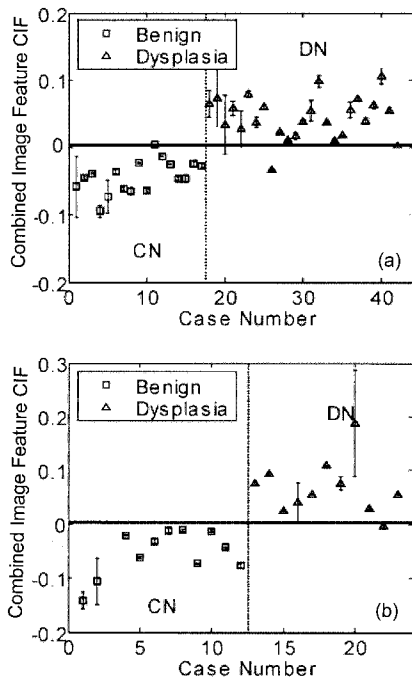 0.2
0.1
0
-0.1
-0.2
Combined Image Feature CIF
Benign
Dysplasia
DN
CN
(a)
0 10 20 30 40
Case Number
0.3
0.2
0.1
0
-0.1
-0.2
Combined Image Feature CIF
Benign
Dysplasia
DN
CN
(b)
0 5 10 15 20
Case Number